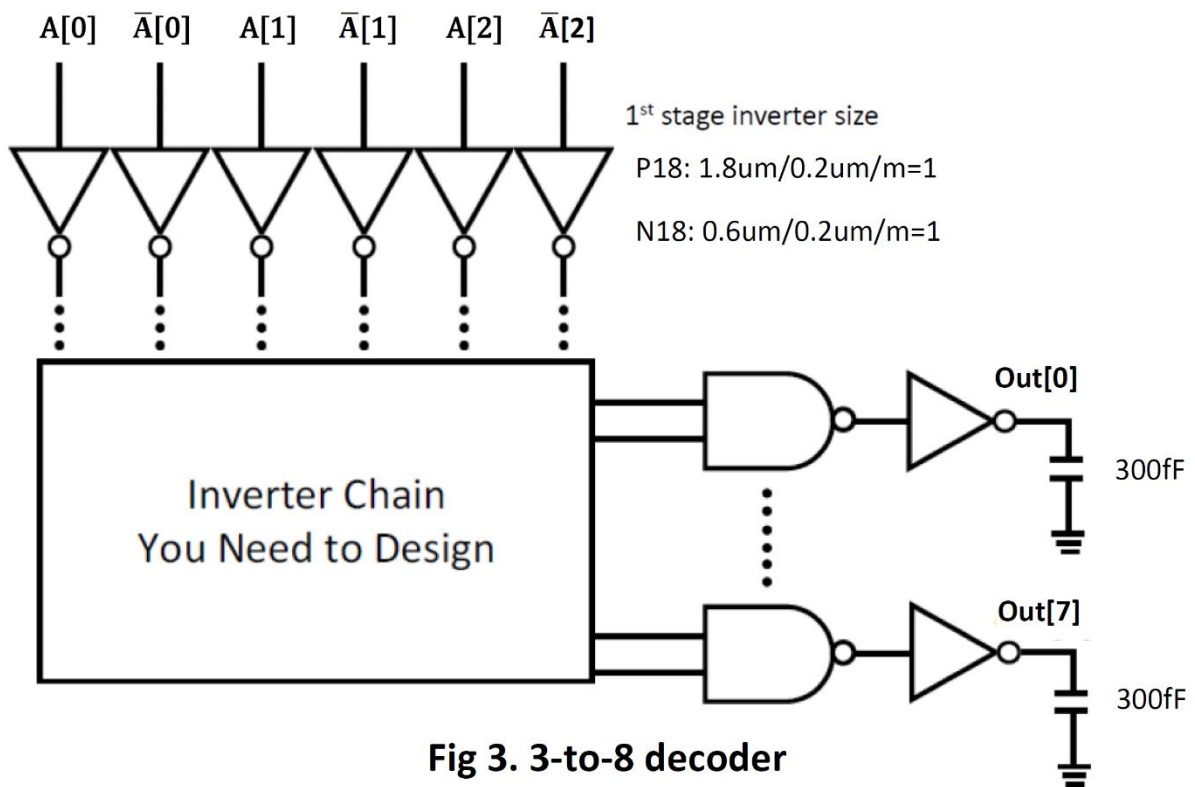 A[0] Ā[0] A[1] Ā[1] A[2] Ā[2]
1st stage inverter size
P18: 1.8um/0.2um/m=1
N18: 0.6um/0.2um/m=1
Out[0]
300fF
Inverter Chain
You Need to Design
Out[7]
300fF
Fig 3. 3-to-8 decoder